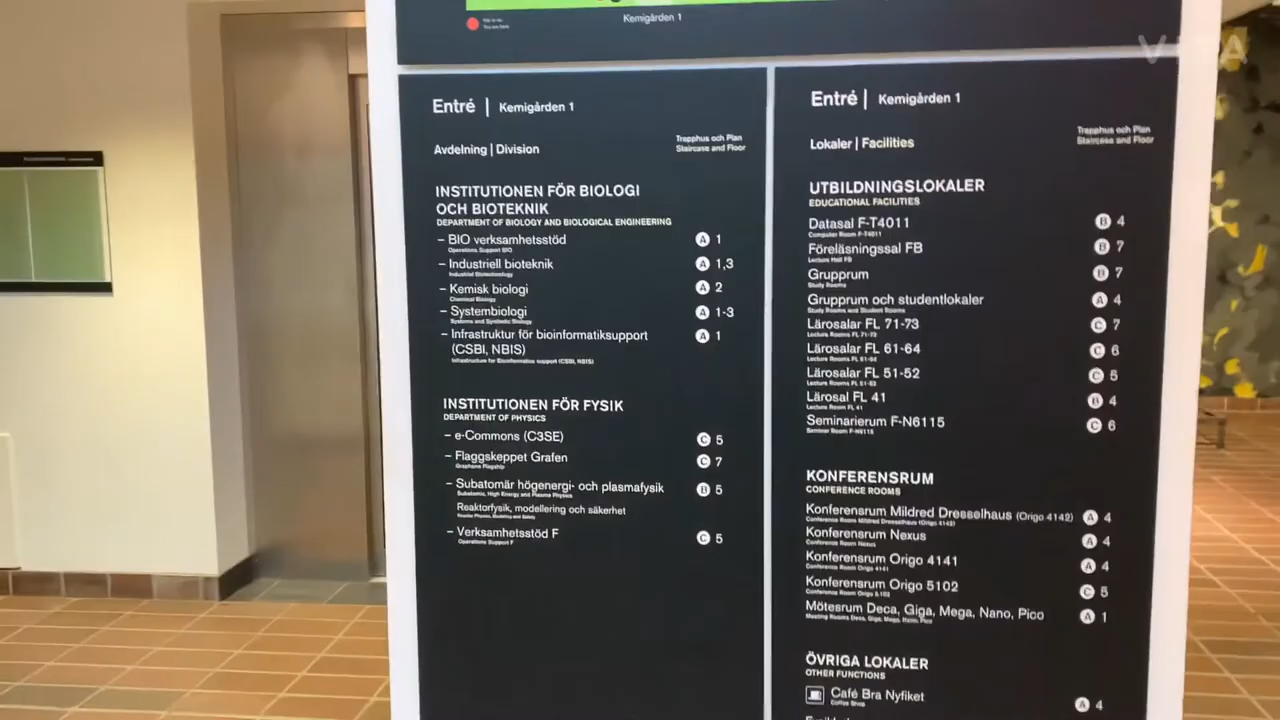 Kemigården 1
You are here
VISTA
Entré | Kemigården 1
Avdelning | Division
Trapphus och Plan
Staircase and Floor
INSTITUTIONEN FÖR BIOLOGI
OCH BIOTEKNIK
DEPARTMENT OF BIOLOGY AND BIOLOGICAL ENGINEERING
– BIO verksamhetsstöd A 1
Operations Support BIO
– Industriell bioteknik A 1,3
Industrial Biotechnology
– Kemisk biologi A 2
Chemical Biology
– Systembiologi A 1-3
Systems and Synthetic Biology
– Infrastruktur för bioinformatiksupport A 1
(CSBI, NBIS)
Infrastructure for Bioinformatics support (CSBI, NBIS)
INSTITUTIONEN FÖR FYSIK
DEPARTMENT OF PHYSICS
– e-Commons (C3SE) C 5
– Flaggskeppet Grafen C 7
Graphene Flagship
– Subatomär högenergi- och plasmafysik B 5
Subatomic, High Energy and Plasma Physics
Reaktorfysik, modellering och säkerhet
Reactor Physics, Modeling and Safety
– Verksamhetsstöd F C 5
Operations Support F
Entré | Kemigården 1
Lokaler | Facilities
Trapphus och Plan
Staircase and Floor
UTBILDNINGSLOKALER
EDUCATIONAL FACILITIES
Datasal F-T4011 B 4
Computer Room F-T4011
Föreläsningssal FB B 7
Lecture Hall FB
Grupprum B 7
Study Rooms
Grupprum och studentlokaler A 4
Study Rooms and Student Rooms
Lärosalar FL 71-73 C 7
Lecture Rooms FL 71-73
Lärosalar FL 61-64 C 6
Lecture Rooms FL 61-64
Lärosalar FL 51-52 C 5
Lecture Rooms FL 51-52
Lärosal FL 41 B 4
Lecture Room FL 41
Seminarierum F-N6115 C 6
Seminar Room F-N6115
KONFERENSRUM
CONFERENCE ROOMS
Konferensrum Mildred Dresselhaus (Origo 4142) A 4
Conference Room Mildred Dresselhaus (Origo 4142)
Konferensrum Nexus A 4
Conference Room Nexus
Konferensrum Origo 4141 A 4
Conference Room Origo 4141
Konferensrum Origo 5102 C 5
Conference Room Origo 5102
Mötesrum Deca, Giga, Mega, Nano, Pico A 1
Meeting Rooms Deca, Giga, Mega, Nano, Pico
ÖVRIGA LOKALER
OTHER FUNCTIONS
Café Bra Nyfiket A 4
Coffee Shop